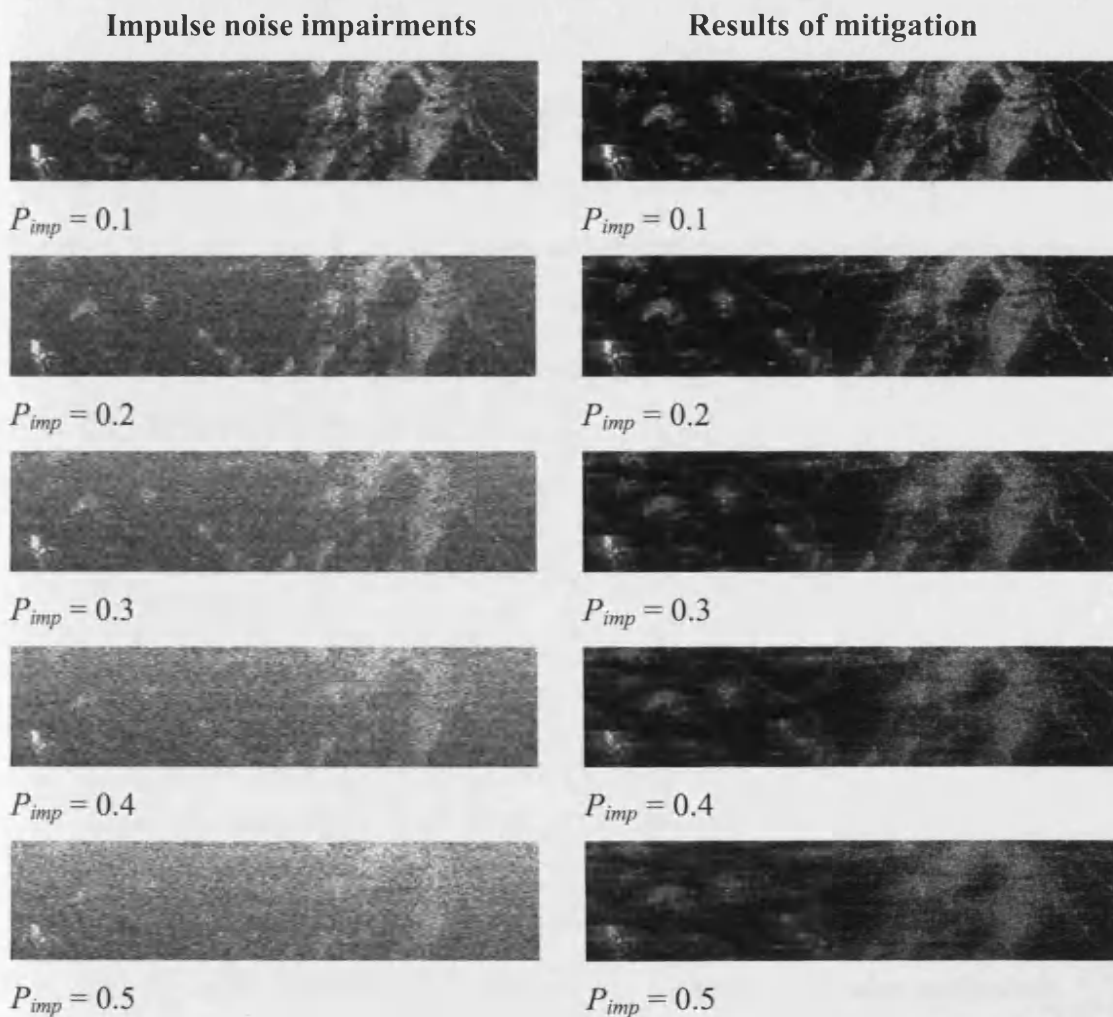 Impulse noise impairments Results of mitigation
P_imp = 0.1 P_imp = 0.1
P_imp = 0.2 P_imp = 0.2
P_imp = 0.3 P_imp = 0.3
P_imp = 0.4 P_imp = 0.4
P_imp = 0.5 P_imp = 0.5